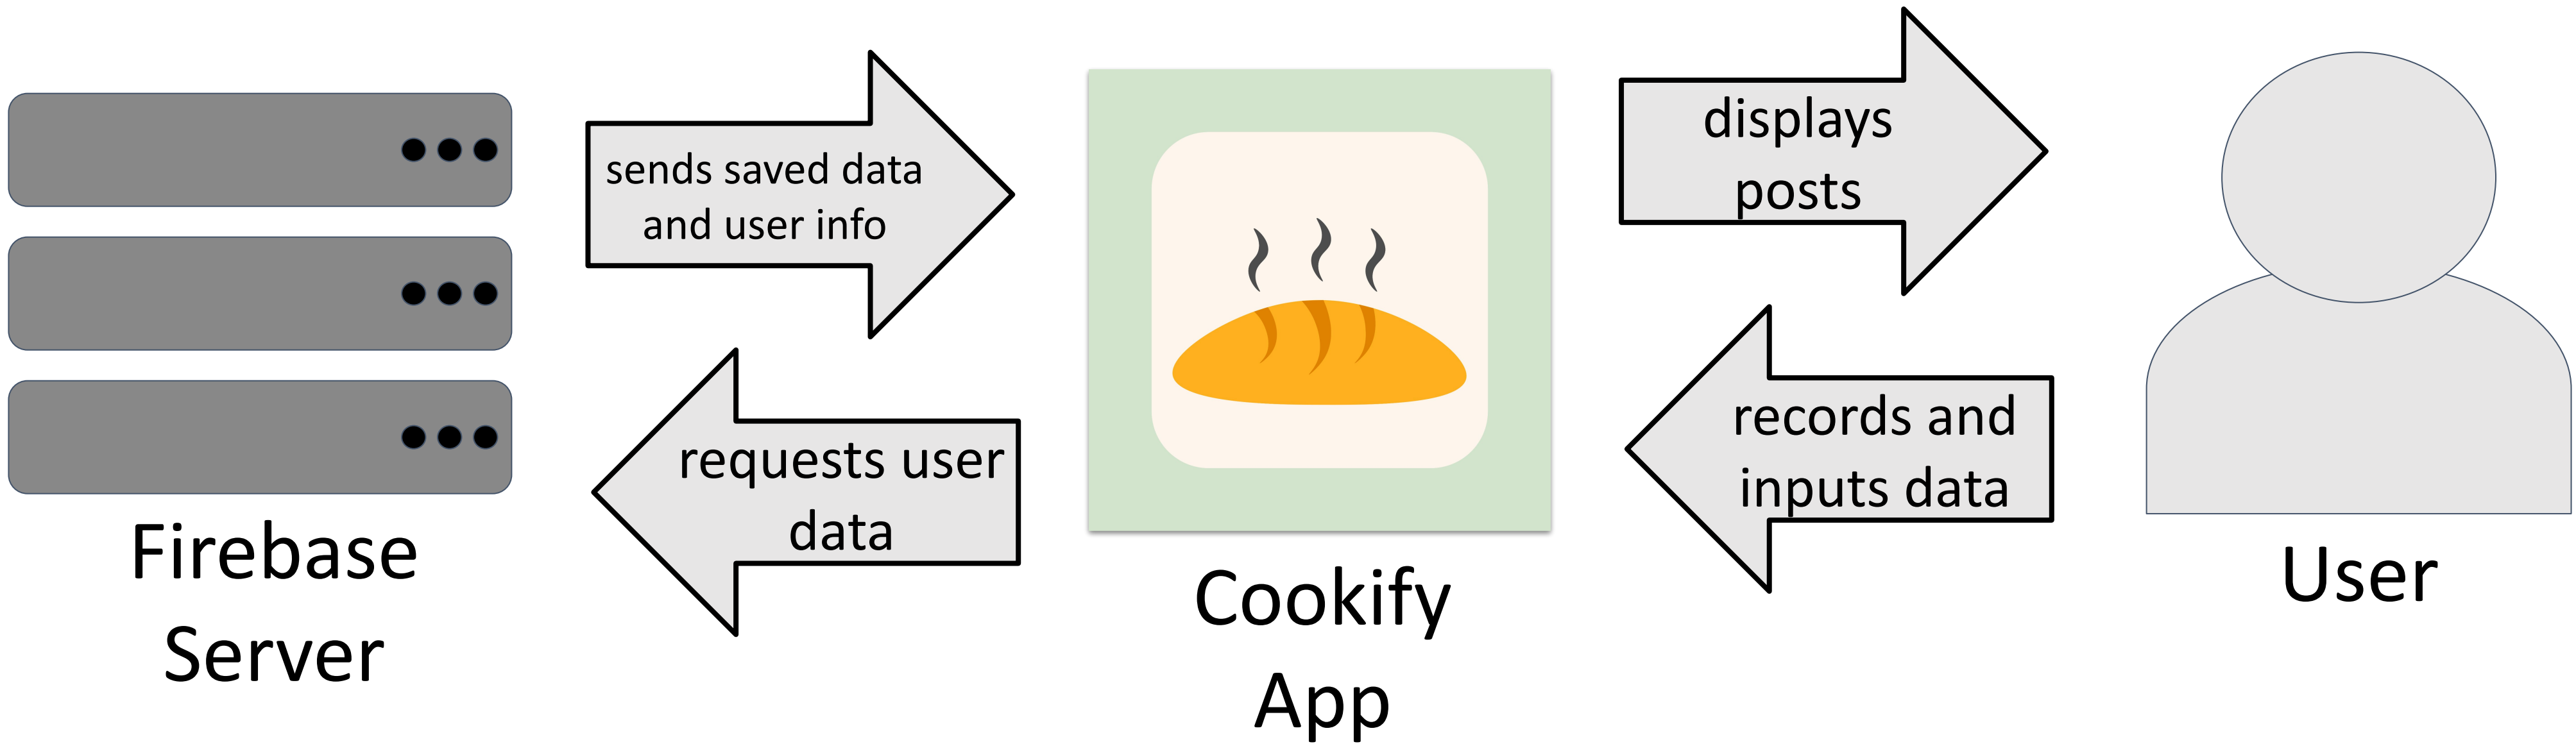 sends saved data
and user info
displays
posts
requests user
data
records and
inputs data
Firebase
Server
Cookify
App
User